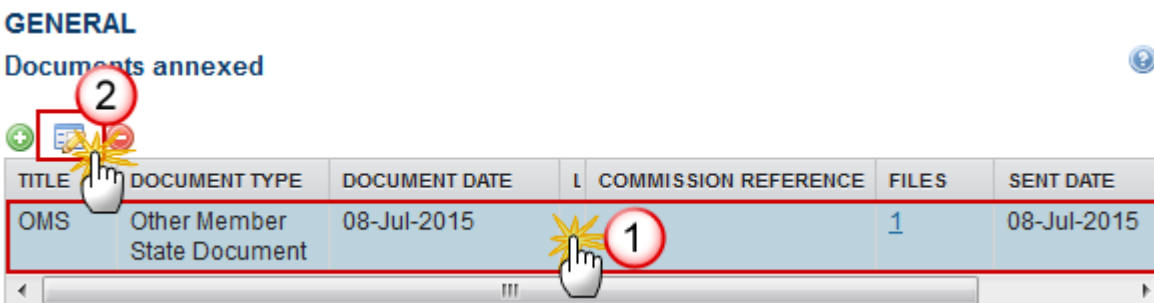 GENERAL
Documents annexed
2
TITLE DOCUMENT TYPE DOCUMENT DATE L COMMISSION REFERENCE FILES SENT DATE
OMS Other Member 08-Jul-2015 1 1 08-Jul-2015
State Document